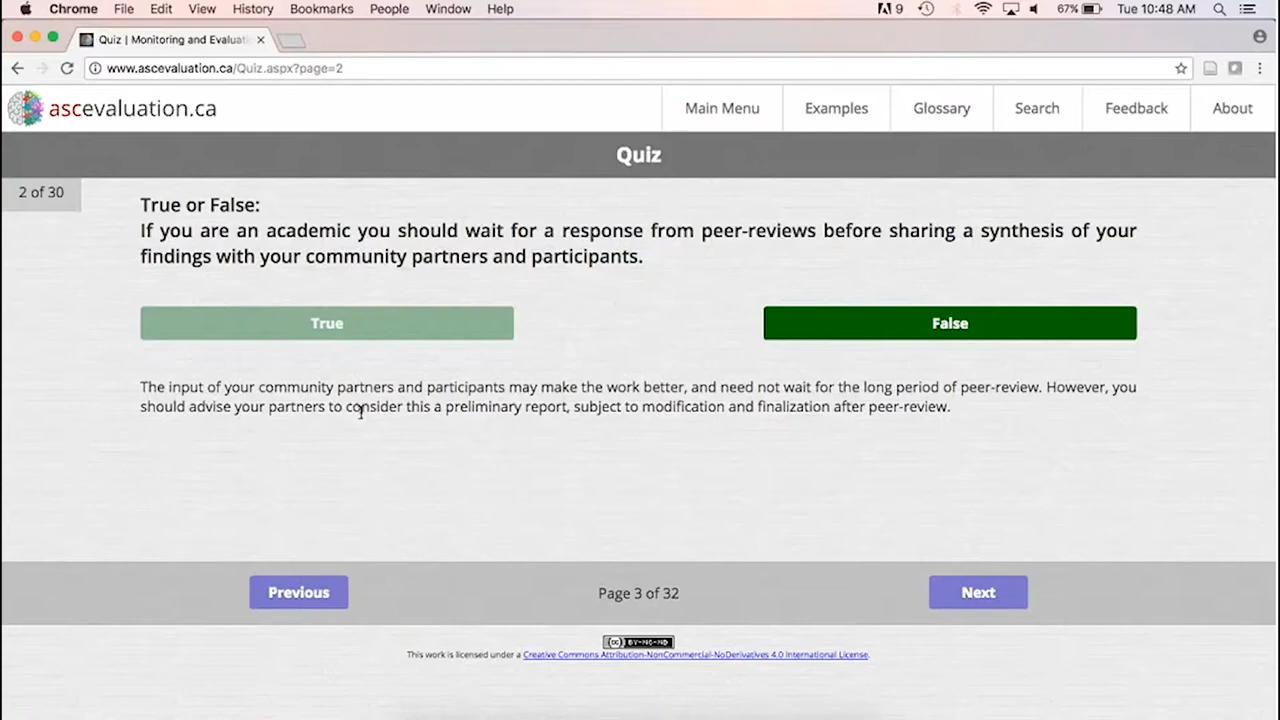 Chrome File Edit View History Bookmarks People Window Help 9 67% Tue 10:48 AM
Quiz | Monitoring and Evaluati
www.ascevaluation.ca/Quiz.aspx?page=2
ascevaluation.ca Main Menu Examples Glossary Search Feedback About
Quiz
2 of 30
True or False:
If you are an academic you should wait for a response from peer-reviews before sharing a synthesis of your
findings with your community partners and participants.
True False
The input of your community partners and participants may make the work better, and need not wait for the long period of peer-review. However, you
should advise your partners to consider this a preliminary report, subject to modification and finalization after peer-review.
Previous Page 3 of 32 Next
cc BY-NC-ND
This work is licensed under a Creative Commons Attribution-NonCommercial-NoDerivatives 4.0 International License.